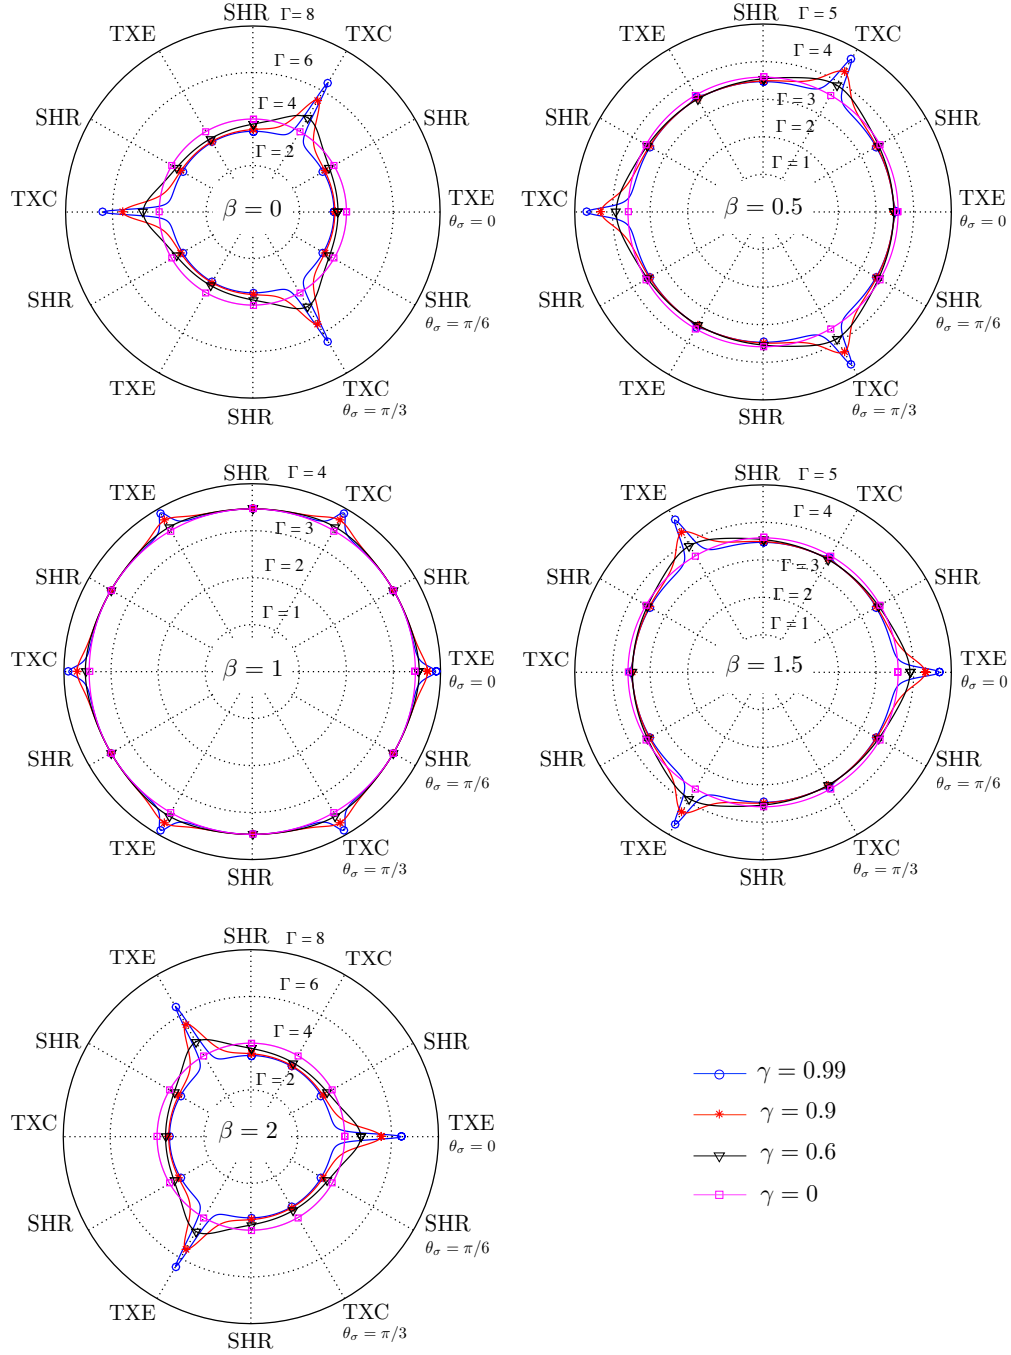 SHR Γ = 8
TXE TXC
Γ = 6
SHR Γ = 4 SHR
Γ = 2
TXC β = 0 TXE
θσ = 0
SHR SHR
θσ = π/6
TXE TXC
θσ = π/3
SHR
SHR Γ = 5
TXE TXC
Γ = 4
SHR Γ = 3 SHR
Γ = 2
Γ = 1
TXC β = 0.5 TXE
θσ = 0
SHR SHR
θσ = π/6
TXE TXC
θσ = π/3
SHR
SHR Γ = 4
TXE TXC
Γ = 3
SHR Γ = 2 SHR
Γ = 1
TXC β = 1 TXE
θσ = 0
SHR SHR
θσ = π/6
TXE TXC
θσ = π/3
SHR
SHR Γ = 5
TXE TXC
Γ = 4
SHR Γ = 3 SHR
Γ = 2
Γ = 1
TXC β = 1.5 TXE
θσ = 0
SHR SHR
θσ = π/6
TXE TXC
θσ = π/3
SHR
SHR Γ = 8
TXE TXC
Γ = 6
SHR Γ = 4 SHR
Γ = 2
TXC β = 2 TXE
θσ = 0
SHR SHR
θσ = π/6
TXE TXC
θσ = π/3
SHR
γ = 0.99
γ = 0.9
γ = 0.6
γ = 0